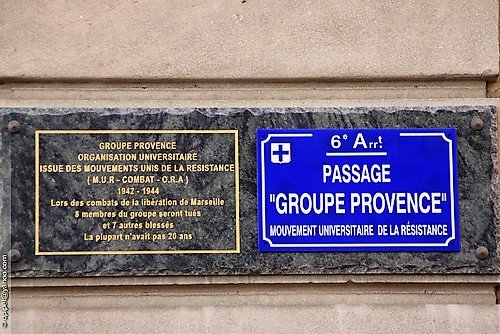 GROUPE PROVENCE
ORGANISATION UNIVERSITAIRE
ISSUE DES MOUVEMENTS UNIS DE LA RESISTANCE
( M.U.R - COMBAT - O.R.A )
1942 - 1944
Lors des combats de la libération de Marseille
8 membres du groupe seront tués
et 7 autres blessés
La plupart n'avait pas 20 ans
6e Arrt
PASSAGE
"GROUPE PROVENCE"
MOUVEMENT UNIVERSITAIRE DE LA RÉSISTANCE